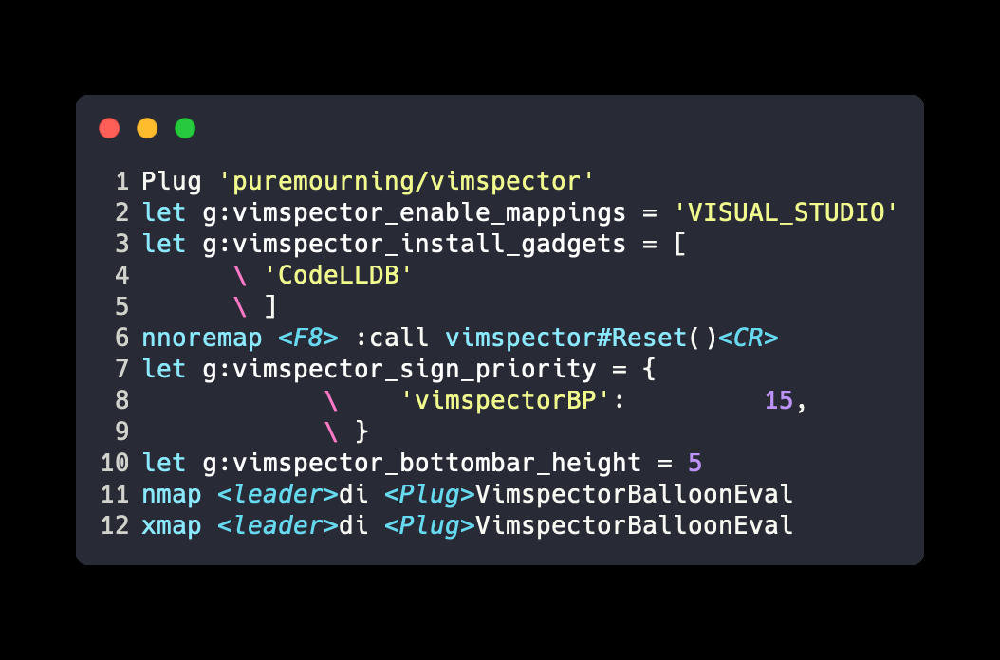 1 Plug 'puremourning/vimspector'
2 let g:vimspector_enable_mappings = 'VISUAL_STUDIO'
3 let g:vimspector_install_gadgets = [
4       \ 'CodeLLDB'
5       \ ]
6 nnoremap <F8> :call vimspector#Reset()<CR>
7 let g:vimspector_sign_priority = {
8             \    'vimspectorBP':         15,
9             \ }
10 let g:vimspector_bottombar_height = 5
11 nmap <leader>di <Plug>VimspectorBalloonEval
12 xmap <leader>di <Plug>VimspectorBalloonEval